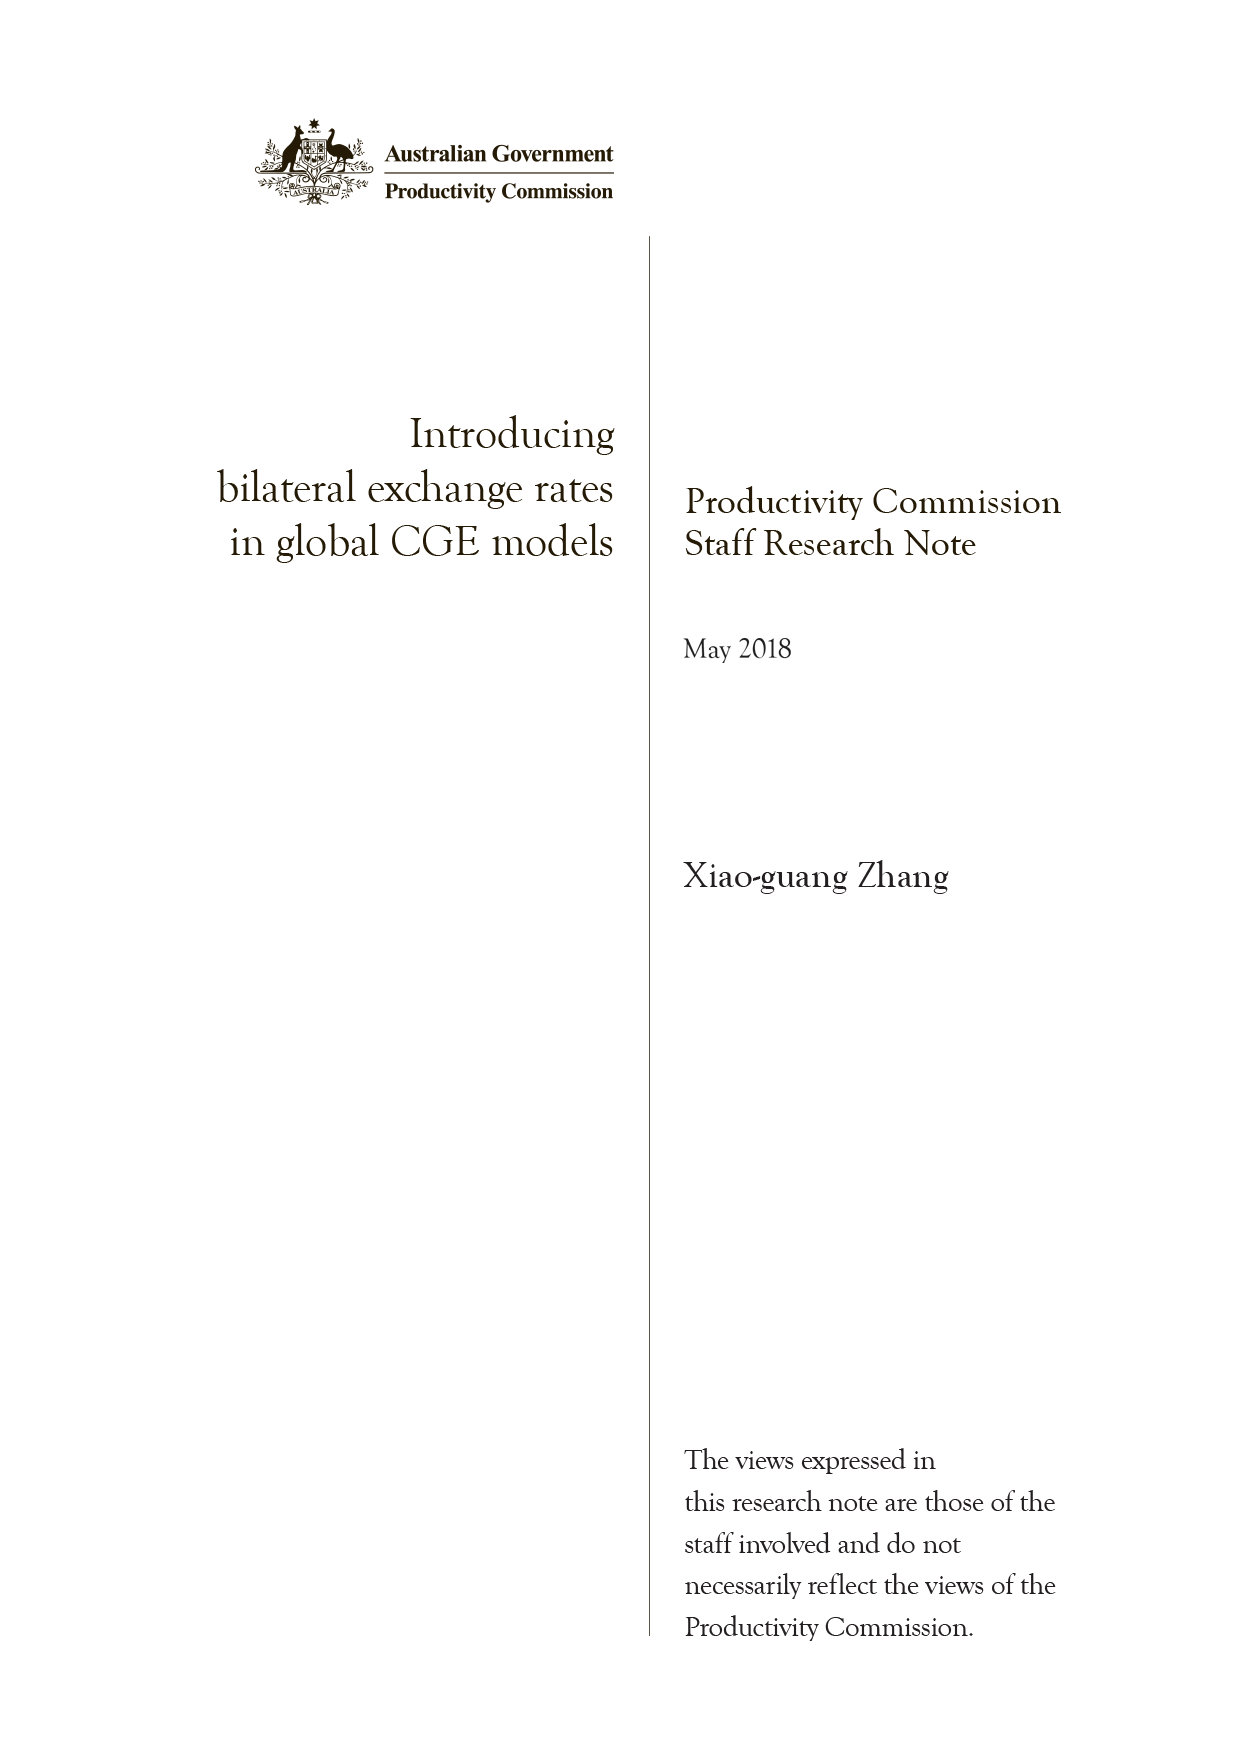 AUSTRALIA
Australian Government
Productivity Commission
Introducing
bilateral exchange rates
in global CGE models
Productivity Commission
Staff Research Note
May 2018
Xiao-guang Zhang
The views expressed in
this research note are those of the
staff involved and do not
necessarily reflect the views of the
Productivity Commission.